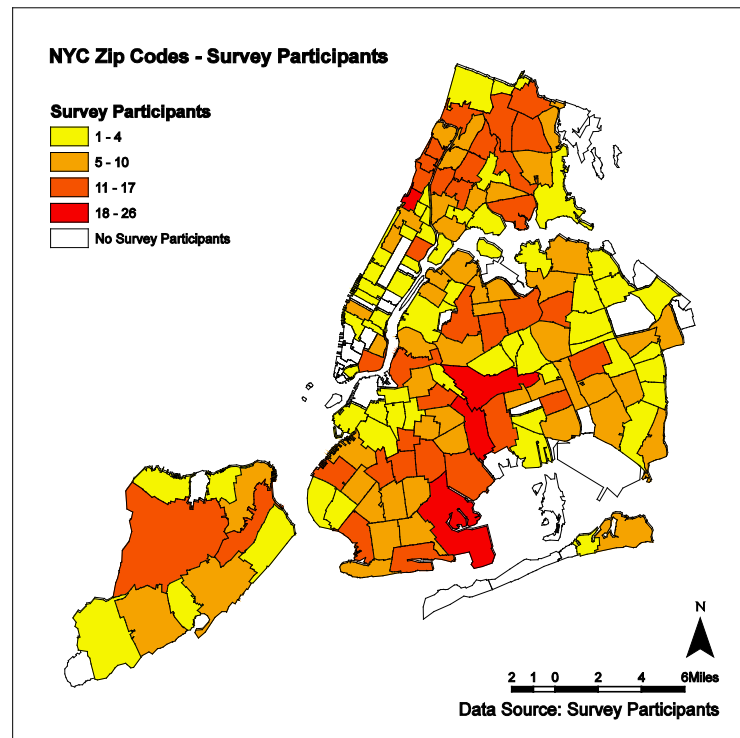 NYC Zip Codes - Survey Participants
Survey Participants
1 - 4
5 - 10
11 - 17
18 - 26
No Survey Participants
N
2 1 0 2 4 6Miles
Data Source: Survey Participants